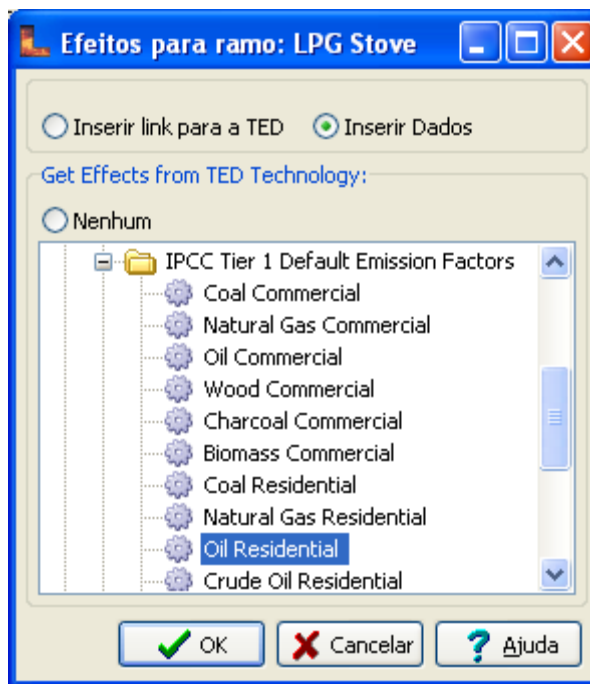 Efeitos para ramo: LPG Stove
Inserir link para a TED Inserir Dados
Get Effects from TED Technology:
Nenhum
IPCC Tier 1 Default Emission Factors
Coal Commercial
Natural Gas Commercial
Oil Commercial
Wood Commercial
Charcoal Commercial
Biomass Commercial
Coal Residential
Natural Gas Residential
Oil Residential
Crude Oil Residential
OK Cancelar Ajuda